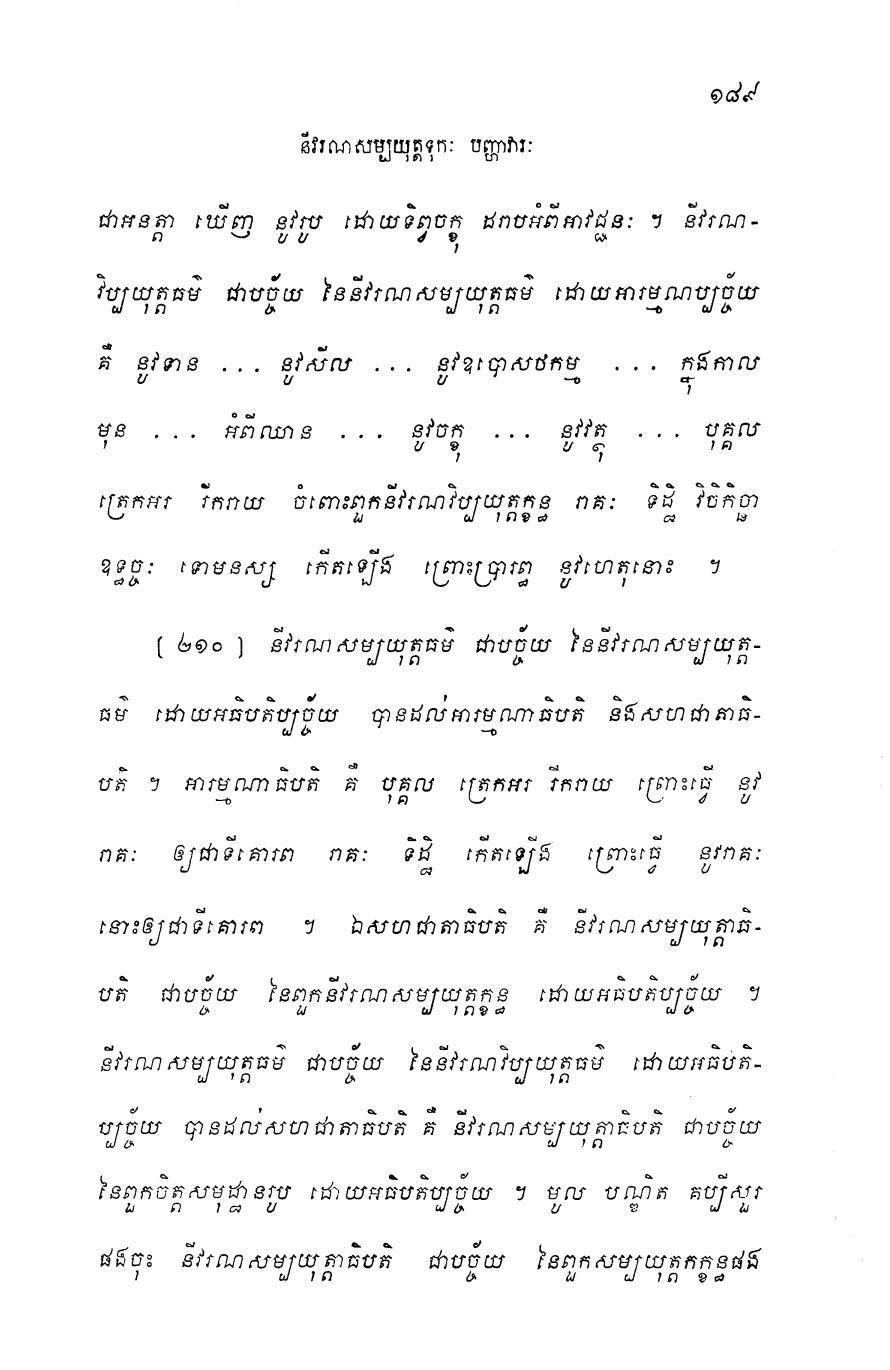 ១៨៩
នីវរណសម្បយុត្តទុកៈ បញ្ហាវារៈ
ជាអនត្តា ឃើញ នូវរូប ដោយទិព្វចក្ខុ ដរាបអំពីអាវជ្ជនៈ ។ នីវរណ-
វិប្បយុត្តធម៌ ជាបច្ច័យ នៃនីវរណសម្បយុត្តធម៌ ដោយអារម្មណប្បច្ច័យ
គឺ នូវទាន ... នូវសីល ... នូវឧបោសថកម្ម ... ក្នុងកាល
មុន ... អំពីឈាន ... នូវចក្ខុ ... នូវវត្ថុ ... បុគ្គល
ត្រេកអរ រីករាយ ចំពោះពួកនីវរណវិប្បយុត្តក្ខន្ធ រាគៈ ទិដ្ឋិ វិចិកិច្ឆា
ឧទ្ធច្ចៈ ទោមនស្ស កើតឡើង ព្រោះប្រារព្ធ នូវហេតុនោះ ។
[ ២១០ ] នីវរណសម្បយុត្តធម៌ ជាបច្ច័យ នៃនីវរណសម្បយុត្ត-
ធម៌ ដោយអធិបតិប្បច្ច័យ បានដល់អារម្មណាធិបតិ និងសហជាតាធិ-
បតិ ។ អារម្មណាធិបតិ គឺ បុគ្គល ត្រេកអរ រីករាយ ព្រោះធ្វើ នូវ
រាគៈ ឲ្យជាទីគោរព រាគៈ ទិដ្ឋិ កើតឡើង ព្រោះធ្វើ នូវរាគៈ
នោះឲ្យជាទីគោរព ។ ឯសហជាតាធិបតិ គឺ នីវរណសម្បយុត្តាធិ-
បតិ ជាបច្ច័យ នៃពួកនីវរណសម្បយុត្តក្ខន្ធ ដោយអធិបតិប្បច្ច័យ ។
នីវរណសម្បយុត្តធម៌ ជាបច្ច័យ នៃនីវរណវិប្បយុត្តធម៌ ដោយអធិបតិ-
ប្បច្ច័យ បានដល់សហជាតាធិបតិ គឺ នីវរណសម្បយុត្តាធិបតិ ជាបច្ច័យ
នៃពួកចិត្តសមុដ្ឋានរូប ដោយអធិបតិប្បច្ច័យ ។ មូល បណ្ឌិត គប្បីសួរ
ផងចុះ នីវរណសម្បយុត្តាធិបតិ ជាបច្ច័យ នៃពួកសម្បយុត្តកក្ខន្ធផង